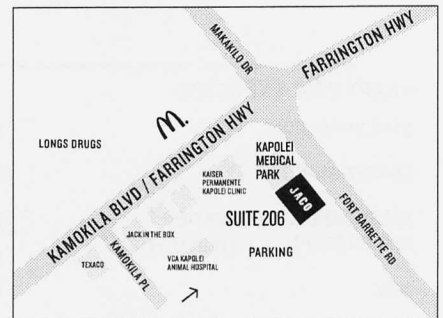 MAKAKILO DR
FARRINGTON HWY
M.
LONGS DRUGS
KAMOKILA BLVD / FARRINGTON HWY
KAPOLEI
MEDICAL
PARK
KAISER
PERMANENTE
KAPOLEI CLINIC
JACO
SUITE 206
FORT BARRETTE RD
JACK IN THE BOX
PARKING
TEXACO
KAMOKILA PL
VCA KAPOLEI
ANIMAL HOSPITAL